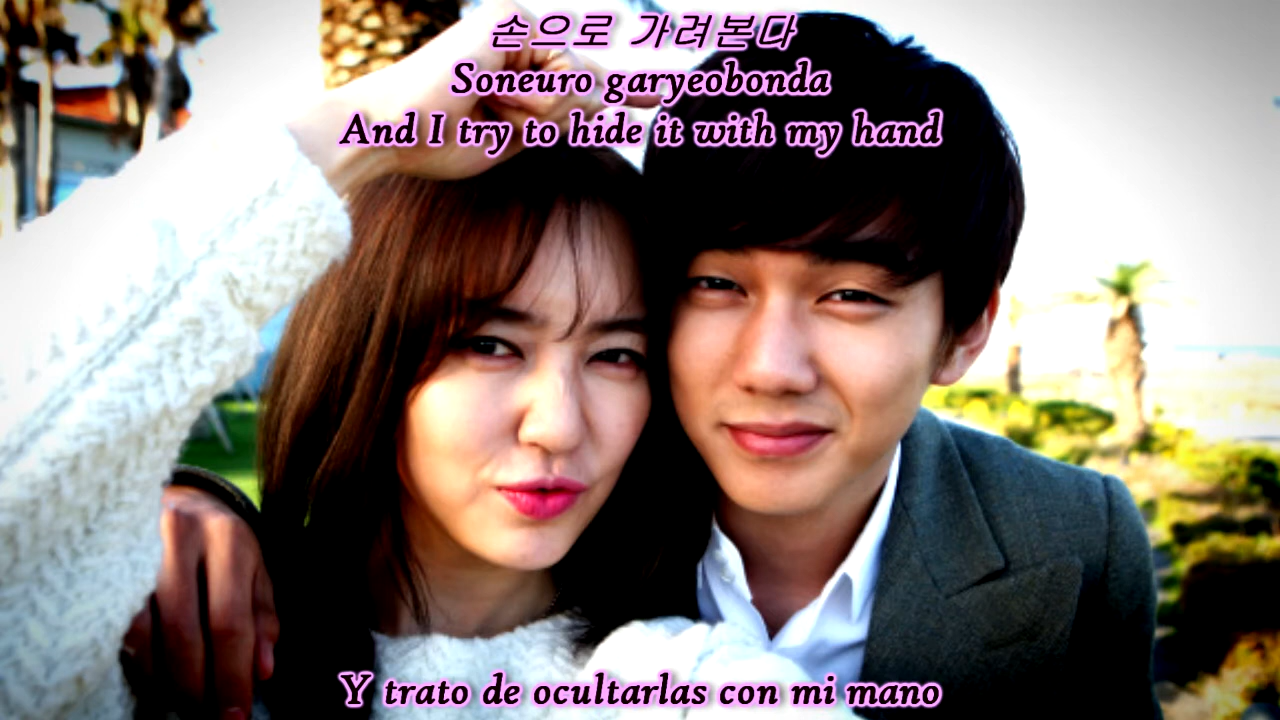 손으로 가려본다
Soneuro garyeobonda
And I try to hide it with my hand
Y trato de ocultarlas con mi mano